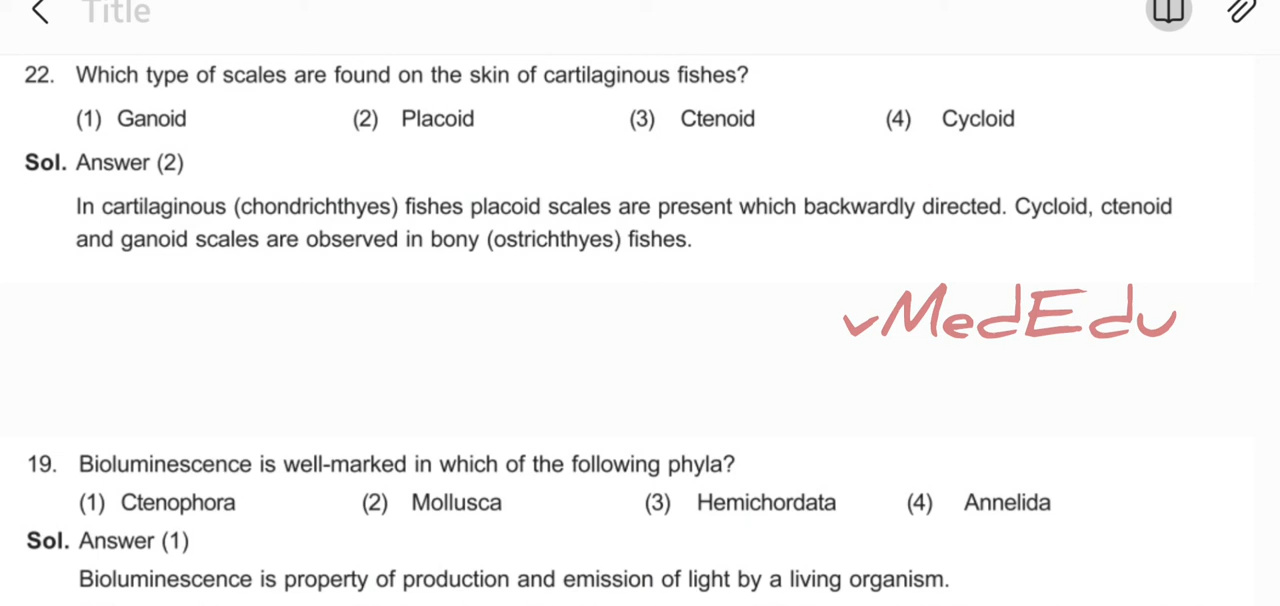 Title
22. Which type of scales are found on the skin of cartilaginous fishes?
(1) Ganoid (2) Placoid (3) Ctenoid (4) Cycloid
Sol. Answer (2)
In cartilaginous (chondrichthyes) fishes placoid scales are present which backwardly directed. Cycloid, ctenoid
and ganoid scales are observed in bony (ostrichthyes) fishes.
vMedEdu
19. Bioluminescence is well-marked in which of the following phyla?
(1) Ctenophora (2) Mollusca (3) Hemichordata (4) Annelida
Sol. Answer (1)
Bioluminescence is property of production and emission of light by a living organism.